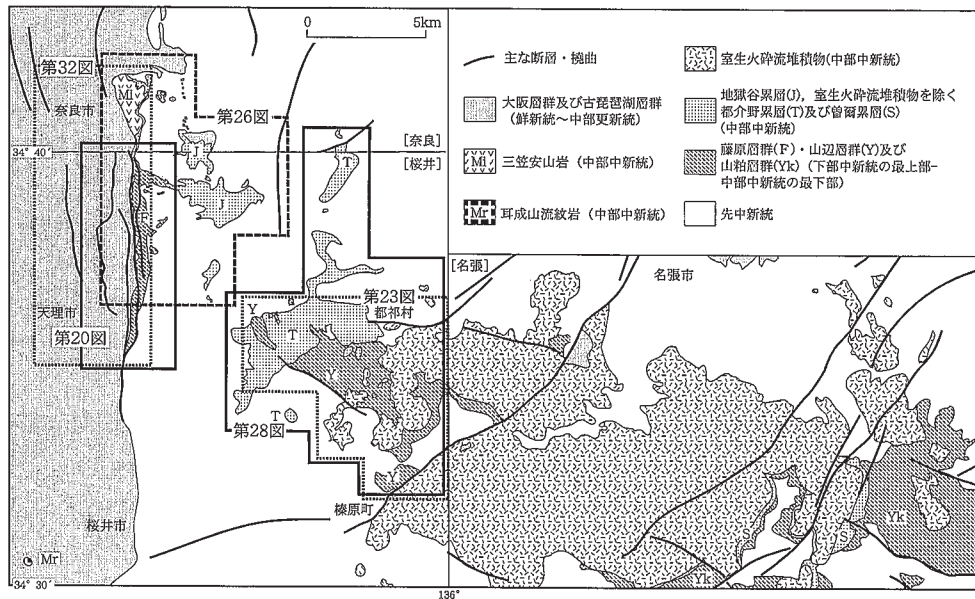 0 5km
第32図
Ml
奈良市
第26図
[奈良]
34° 40′
[桜井]
J
T
J
F
[名張]
名張市
第23図
都祁村
Y
T
天理市
第20図
Y
T
第28図
榛原町
桜井市
Mr
Yk
Yk
34° 30′
136°
主な断層・撓曲
大阪層群及び古琵琶湖層群
(鮮新統~中部更新統)
Ml 三笠安山岩(中部中新統)
Mr 耳成山流紋岩(中部中新統)
室生火砕流堆積物(中部中新統)
地獄谷累層(J),室生火砕流堆積物を除く
都介野累層(T)及び曽爾累層(S)
(中部中新統)
藤原層群(F)・山辺層群(Y)及び
山粕層群(Yk)(下部中新統の最上部-
中部中新統の最下部)
先中新統